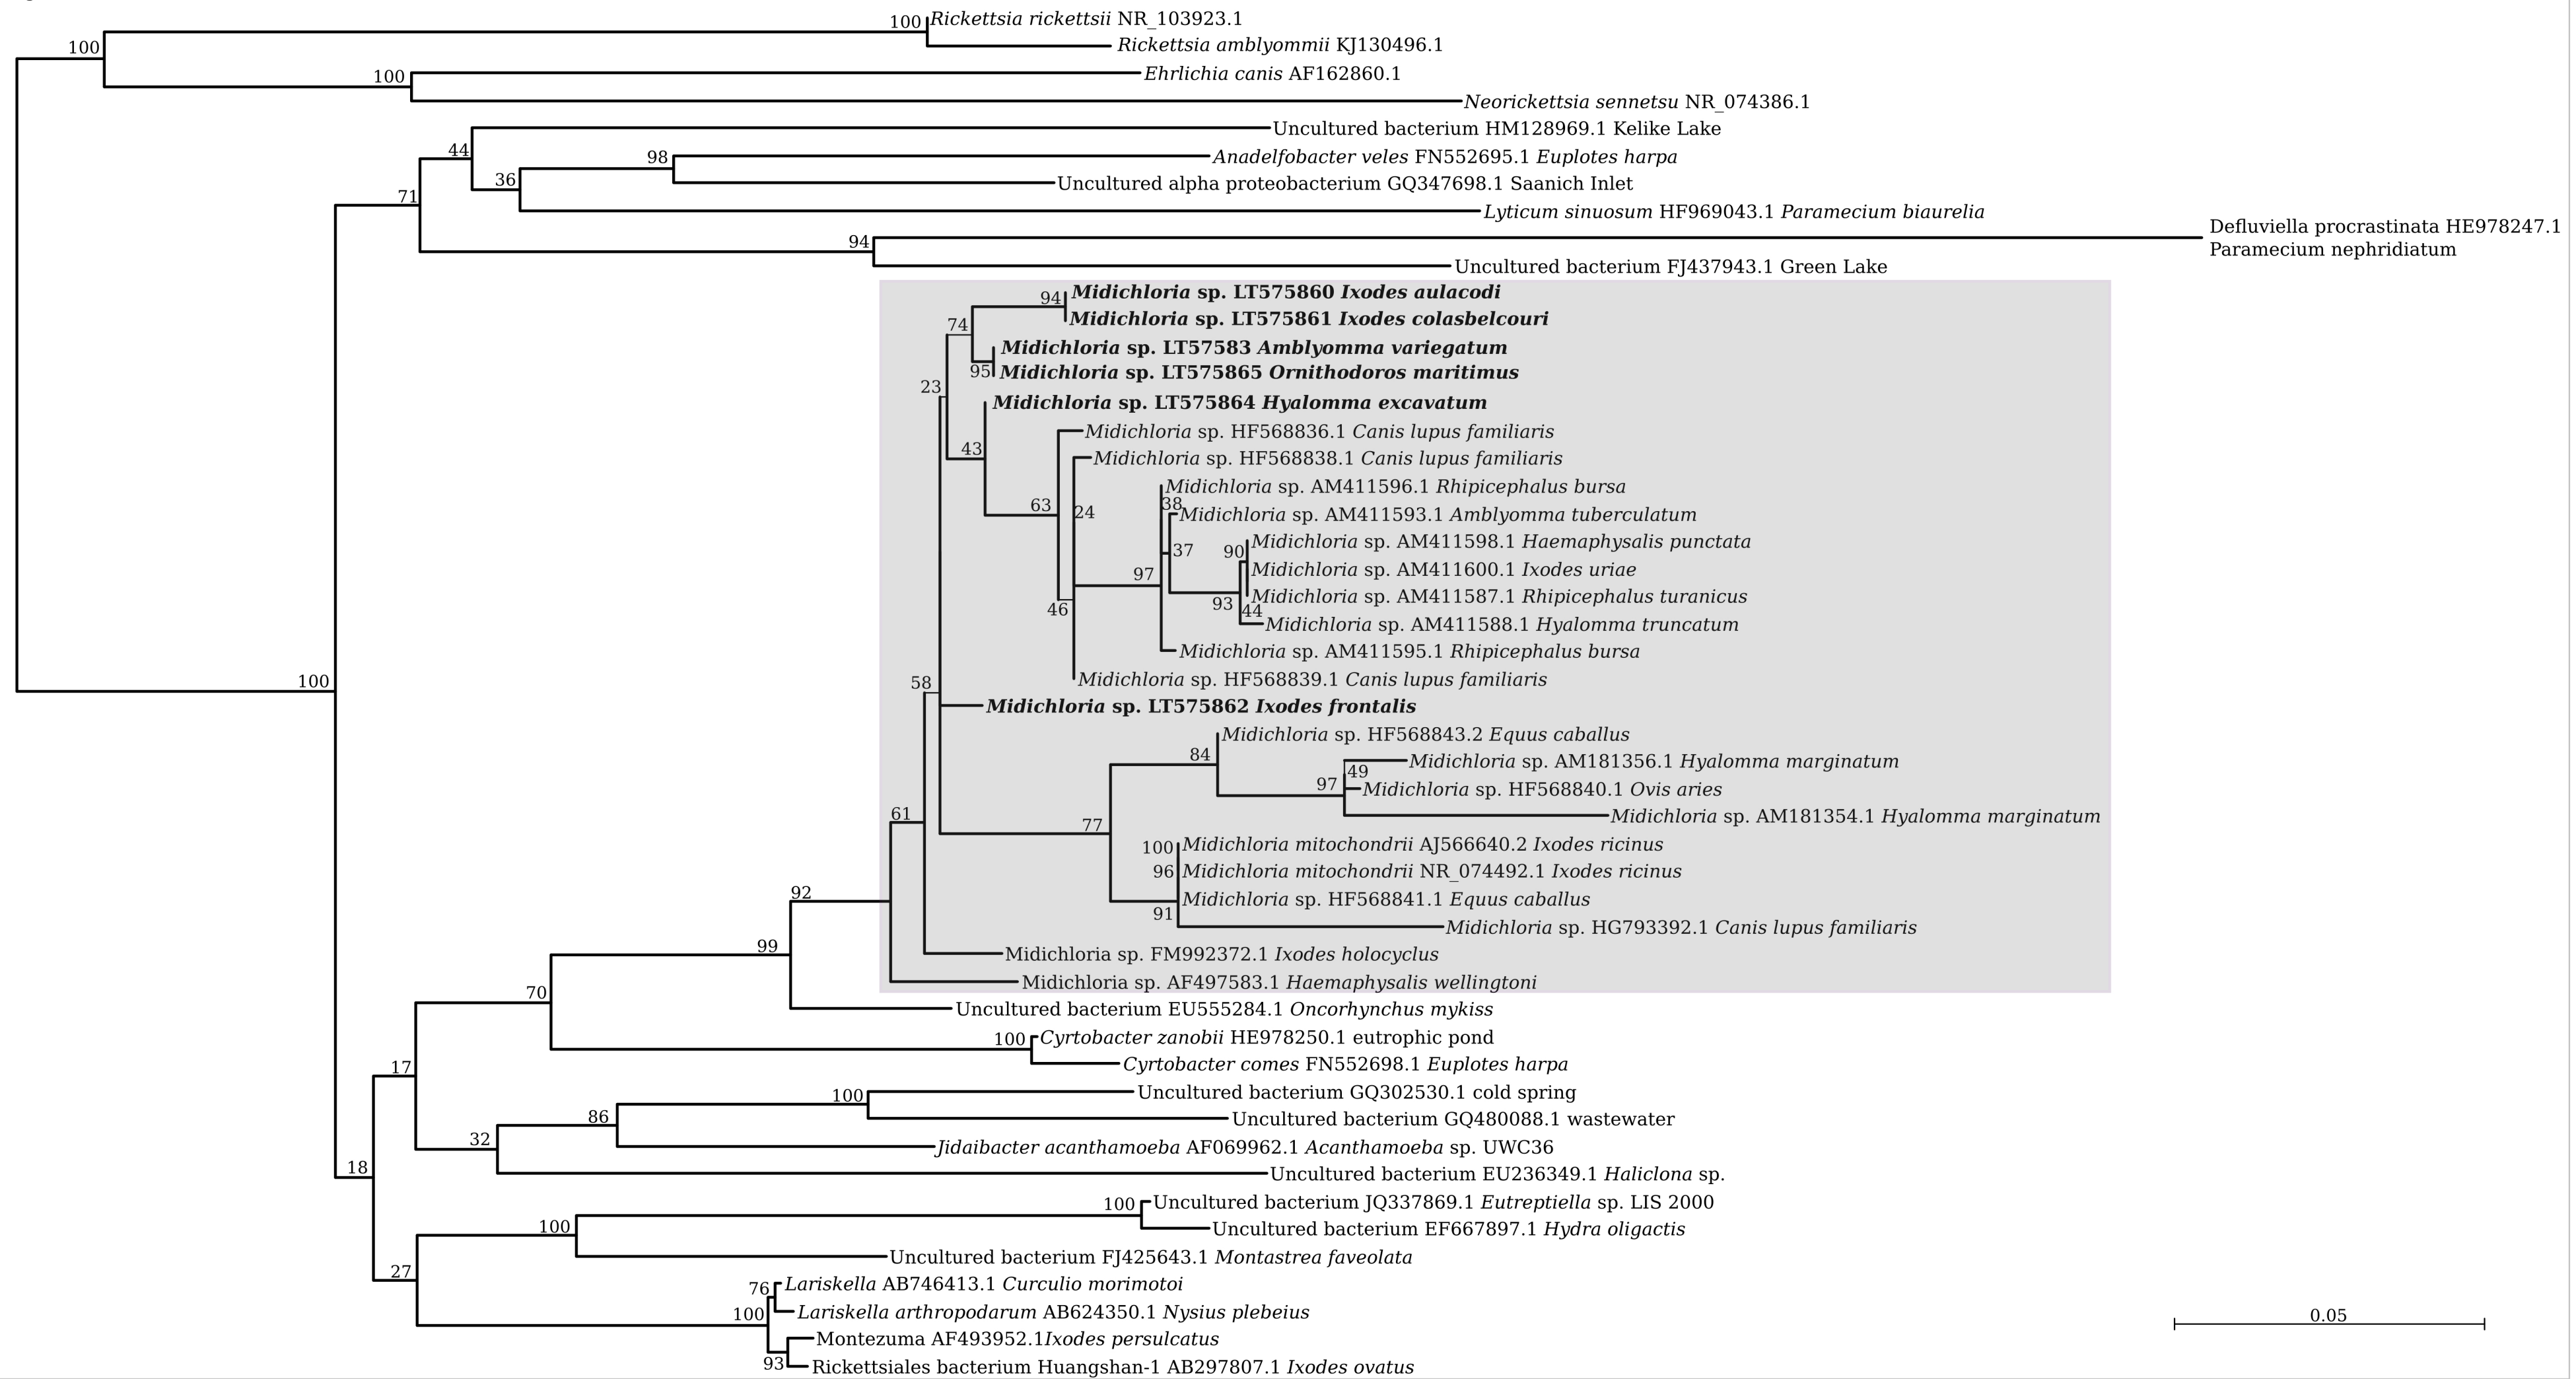 100 Rickettsia rickettsii NR_103923.1
Rickettsia amblyommii KJ130496.1
100
100 Ehrlichia canis AF162860.1
Neorickettsia sennetsu NR_074386.1
Uncultured bacterium HM128969.1 Kelike Lake
44
98 Anadelfobacter veles FN552695.1 Euplotes harpa
36 Uncultured alpha proteobacterium GQ347698.1 Saanich Inlet
71
Lyticum sinuosum HF969043.1 Paramecium biaurelia
Defluviella procrastinata HE978247.1
Paramecium nephridiatum
94
Uncultured bacterium FJ437943.1 Green Lake
94 Midichloria sp. LT575860 Ixodes aulacodi
Midichloria sp. LT575861 Ixodes colasbelcouri
74
Midichloria sp. LT57583 Amblyomma variegatum
95 Midichloria sp. LT575865 Ornithodoros maritimus
23
Midichloria sp. LT575864 Hyalomma excavatum
Midichloria sp. HF568836.1 Canis lupus familiaris
43
Midichloria sp. HF568838.1 Canis lupus familiaris
Midichloria sp. AM411596.1 Rhipicephalus bursa
38
63 24
Midichloria sp. AM411593.1 Amblyomma tuberculatum
Midichloria sp. AM411598.1 Haemaphysalis punctata
37 90
Midichloria sp. AM411600.1 Ixodes uriae
97
Midichloria sp. AM411587.1 Rhipicephalus turanicus
46 93 44
Midichloria sp. AM411588.1 Hyalomma truncatum
Midichloria sp. AM411595.1 Rhipicephalus bursa
Midichloria sp. HF568839.1 Canis lupus familiaris
58
Midichloria sp. LT575862 Ixodes frontalis
Midichloria sp. HF568843.2 Equus caballus
84
Midichloria sp. AM181356.1 Hyalomma marginatum
49
97 Midichloria sp. HF568840.1 Ovis aries
Midichloria sp. AM181354.1 Hyalomma marginatum
61
77
100 Midichloria mitochondrii AJ566640.2 Ixodes ricinus
96 Midichloria mitochondrii NR_074492.1 Ixodes ricinus
Midichloria sp. HF568841.1 Equus caballus
92
91
Midichloria sp. HG793392.1 Canis lupus familiaris
99
Midichloria sp. FM992372.1 Ixodes holocyclus
Midichloria sp. AF497583.1 Haemaphysalis wellingtoni
70
Uncultured bacterium EU555284.1 Oncorhynchus mykiss
100 Cyrtobacter zanobii HE978250.1 eutrophic pond
Cyrtobacter comes FN552698.1 Euplotes harpa
17
Uncultured bacterium GQ302530.1 cold spring
100
86 Uncultured bacterium GQ480088.1 wastewater
32 Jidaibacter acanthamoeba AF069962.1 Acanthamoeba sp. UWC36
18
Uncultured bacterium EU236349.1 Haliclona sp.
100 Uncultured bacterium JQ337869.1 Eutreptiella sp. LIS 2000
100 Uncultured bacterium EF667897.1 Hydra oligactis
Uncultured bacterium FJ425643.1 Montastrea faveolata
27
76 Lariskella AB746413.1 Curculio morimotoi
100 Lariskella arthropodarum AB624350.1 Nysius plebeius
0.05
Montezuma AF493952.1Ixodes persulcatus
93 Rickettsiales bacterium Huangshan-1 AB297807.1 Ixodes ovatus
100